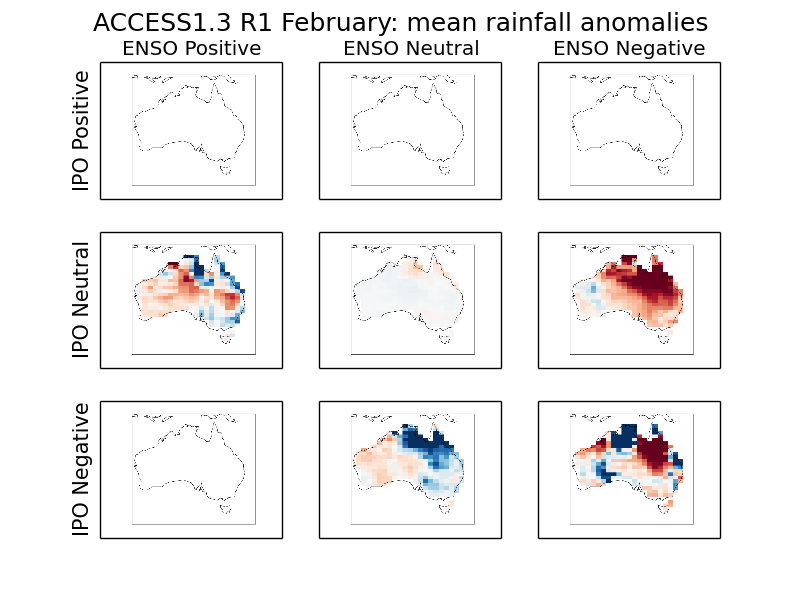 ACCESS1.3 R1 February: mean rainfall anomalies
ENSO Positive
ENSO Neutral
ENSO Negative
IPO Positive
IPO Neutral
IPO Negative